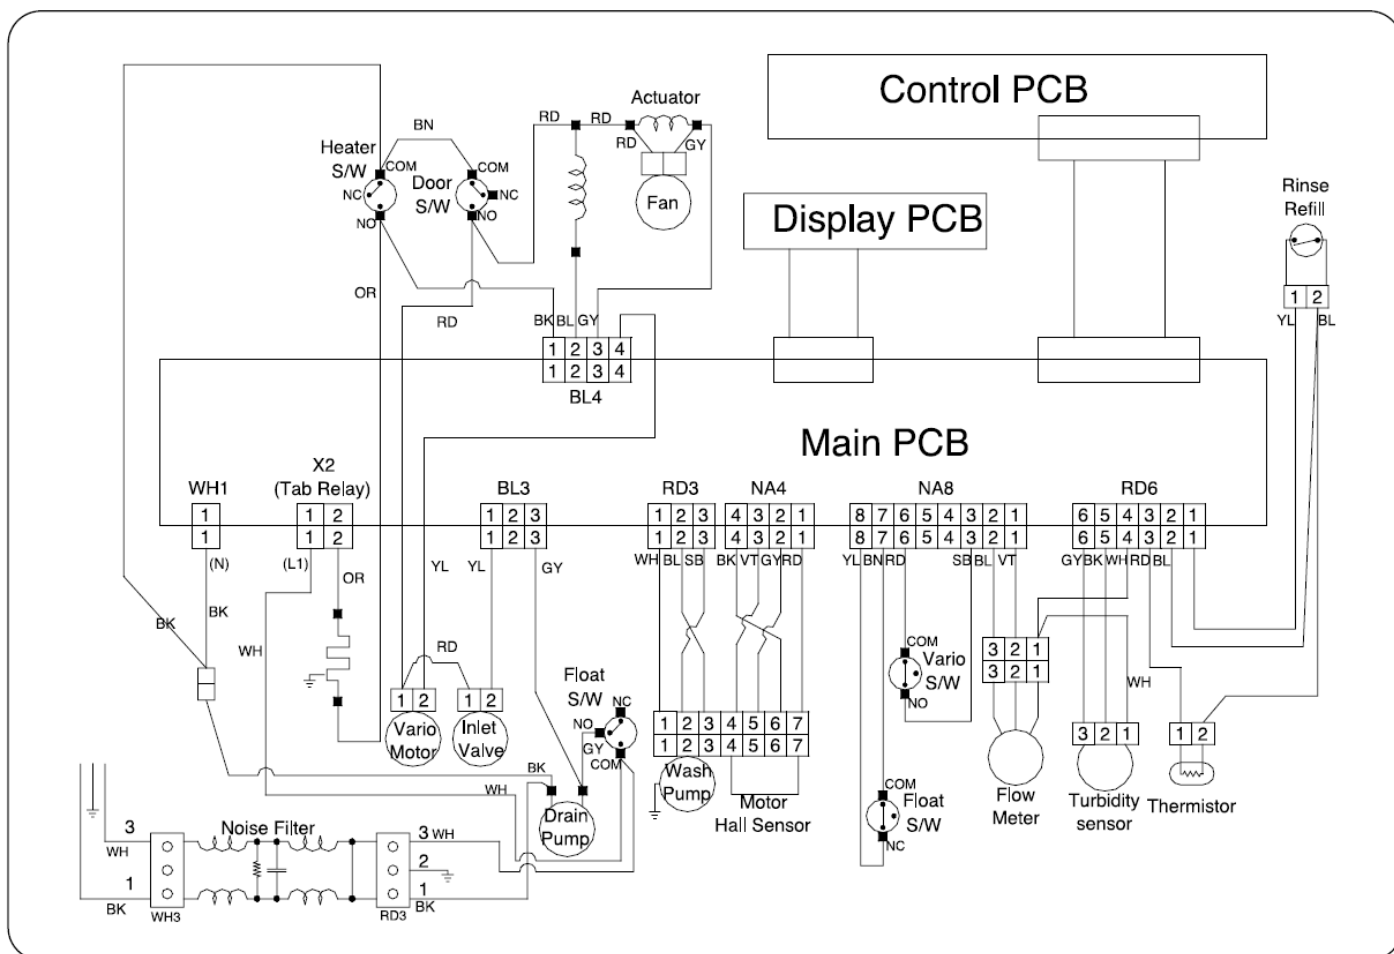 Control PCB
Actuator
RD
RD
RD
GY
BN
Heater
S/W
COM
NC
NO
Door
S/W
COM
NC
NO
Fan
Display PCB
Rinse
Refill
1 2
YL
BL
OR
RD
BK
BL
GY
1 2 3 4
1 2 3 4
BL4
Main PCB
WH1
1
1
(N)
X2
(Tab Relay)
1 2
1 2
(L1)
OR
BL3
1 2 3
1 2 3
YL
YL
GY
RD3
1 2 3
1 2 3
WH
BL
SB
NA4
4 3 2 1
4 3 2 1
BK
VT
GY
RD
NA8
8 7 6 5 4 3 2 1
8 7 6 5 4 3 2 1
YL
BN
RD
SB
BL
VT
RD6
6 5 4 3 2 1
6 5 4 3 2 1
GY
BK
WH
RD
BL
BK
BK
WH
RD
1 2
Vario
Motor
1 2
Inlet
Valve
Float
S/W
NC
NO
GY
COM
BK
WH
Drain
Pump
1 2 3 4 5 6 7
1 2 3 4 5 6 7
Wash
Pump
Motor
Hall Sensor
COM
Vario
S/W
NO
COM
Float
S/W
NC
3 2 1
3 2 1
Flow
Meter
WH
3 2 1
Turbidity
sensor
1 2
Thermistor
3
WH
1
BK
WH3
Noise Filter
3 WH
2
1
BK
RD3